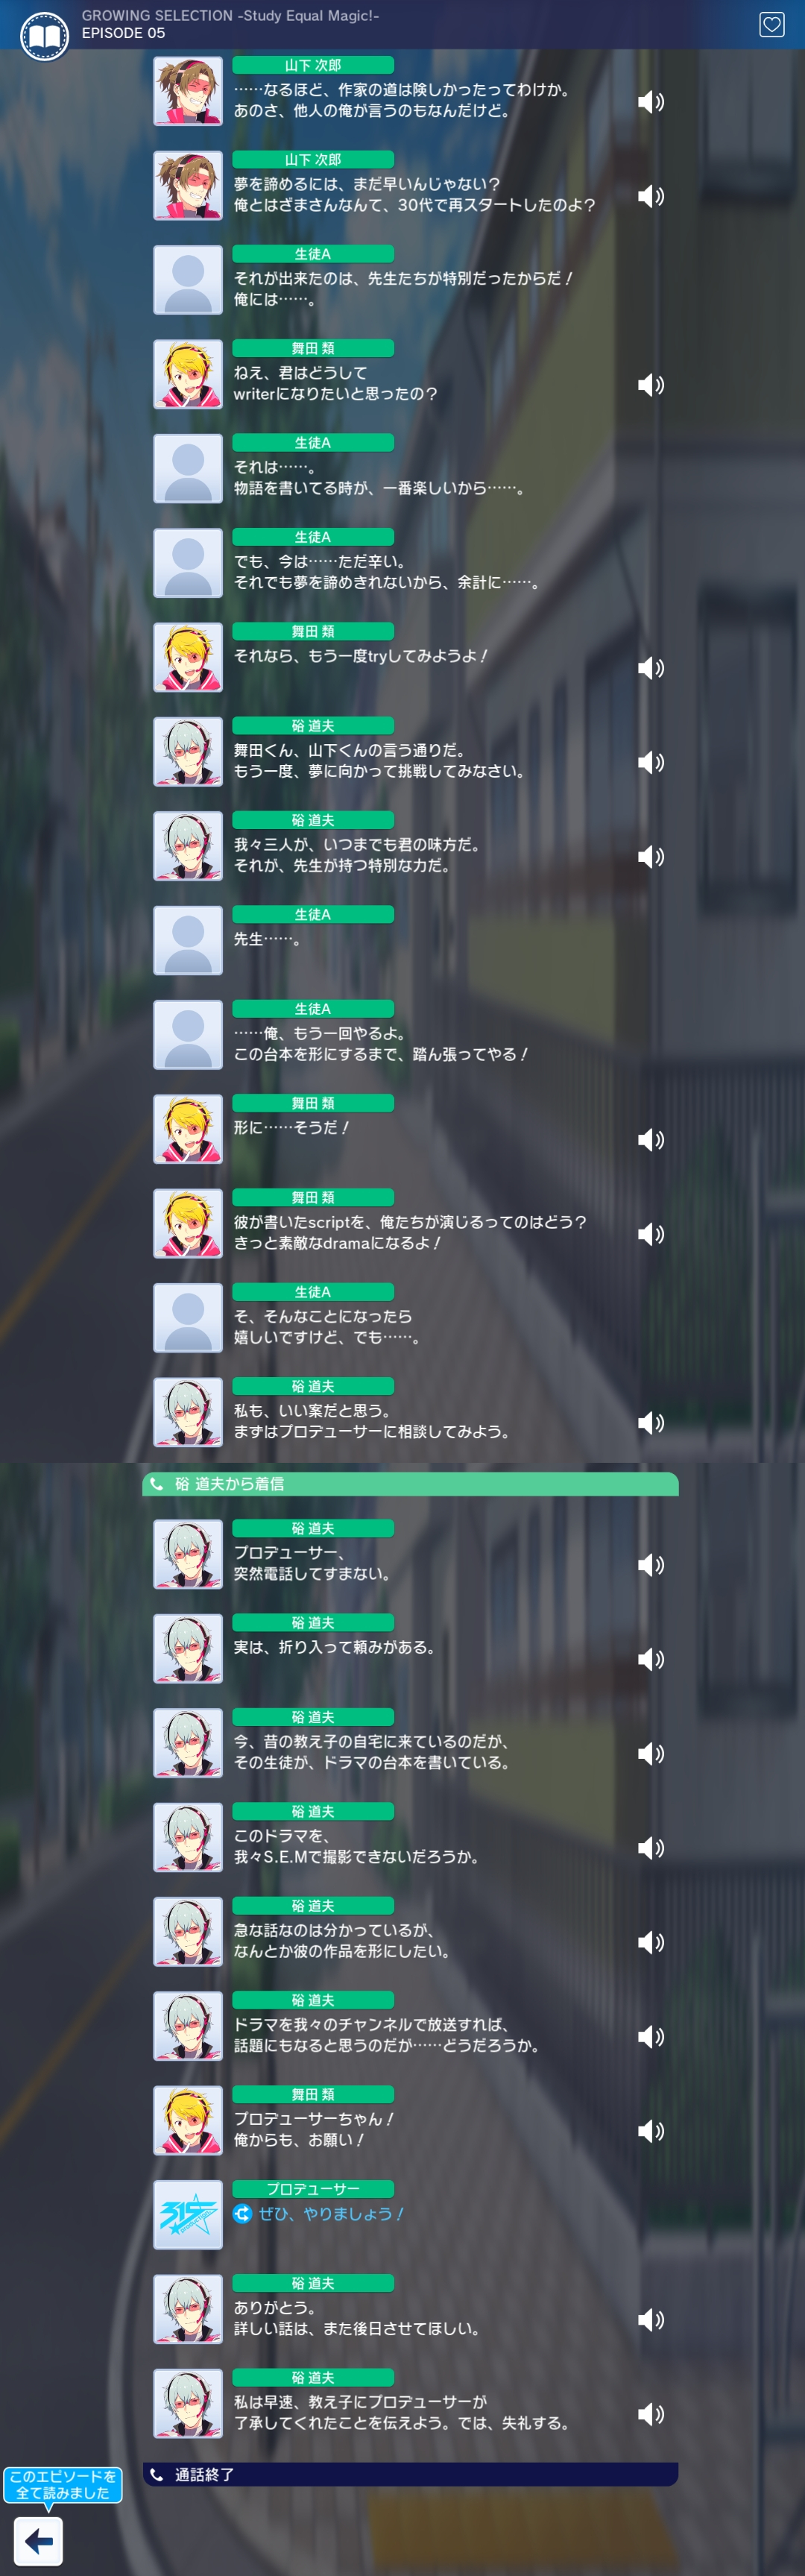 GROWING SELECTION -Study Equal Magic!-
EPISODE 05
山下 次郎
……なるほど、作家の道は険しかったってわけか。
あのさ、他人の俺が言うのもなんだけど。
山下 次郎
夢を諦めるには、まだ早いんじゃない?
俺とはざまさんなんて、30代で再スタートしたのよ?
生徒A
それが出来たのは、先生たちが特別だったからだ!
俺には……。
舞田 類
ねえ、君はどうして
writerになりたいと思ったの?
生徒A
それは……。
物語を書いてる時が、一番楽しいから……。
生徒A
でも、今は……ただ辛い。
それでも夢を諦めきれないから、余計に……。
舞田 類
それなら、もう一度tryしてみようよ!
硲 道夫
舞田くん、山下くんの言う通りだ。
もう一度、夢に向かって挑戦してみなさい。
硲 道夫
我々三人が、いつまでも君の味方だ。
それが、先生が持つ特別な力だ。
生徒A
先生……。
生徒A
……俺、もう一回やるよ。
この台本を形にするまで、踏ん張ってやる!
舞田 類
形に……そうだ!
舞田 類
彼が書いたscriptを、俺たちが演じるってのはどう?
きっと素敵なdramaになるよ!
生徒A
そ、そんなことになったら
嬉しいですけど、でも……。
硲 道夫
私も、いい案だと思う。
まずはプロデューサーに相談してみよう。
硲 道夫から着信
硲 道夫
プロデューサー、
突然電話してすまない。
硲 道夫
実は、折り入って頼みがある。
硲 道夫
今、昔の教え子の自宅に来ているのだが、
その生徒が、ドラマの台本を書いている。
硲 道夫
このドラマを、
我々S.E.Mで撮影できないだろうか。
硲 道夫
急な話なのは分かっているが、
なんとか彼の作品を形にしたい。
硲 道夫
ドラマを我々のチャンネルで放送すれば、
話題にもなると思うのだが……どうだろうか。
舞田 類
プロデューサーちゃん!
俺からも、お願い!
プロデューサー
315
ぜひ、やりましょう!
硲 道夫
ありがとう。
詳しい話は、また後日させてほしい。
硲 道夫
私は早速、教え子にプロデューサーが
了承してくれたことを伝えよう。では、失礼する。
通話終了
このエピソードを
全て読みました